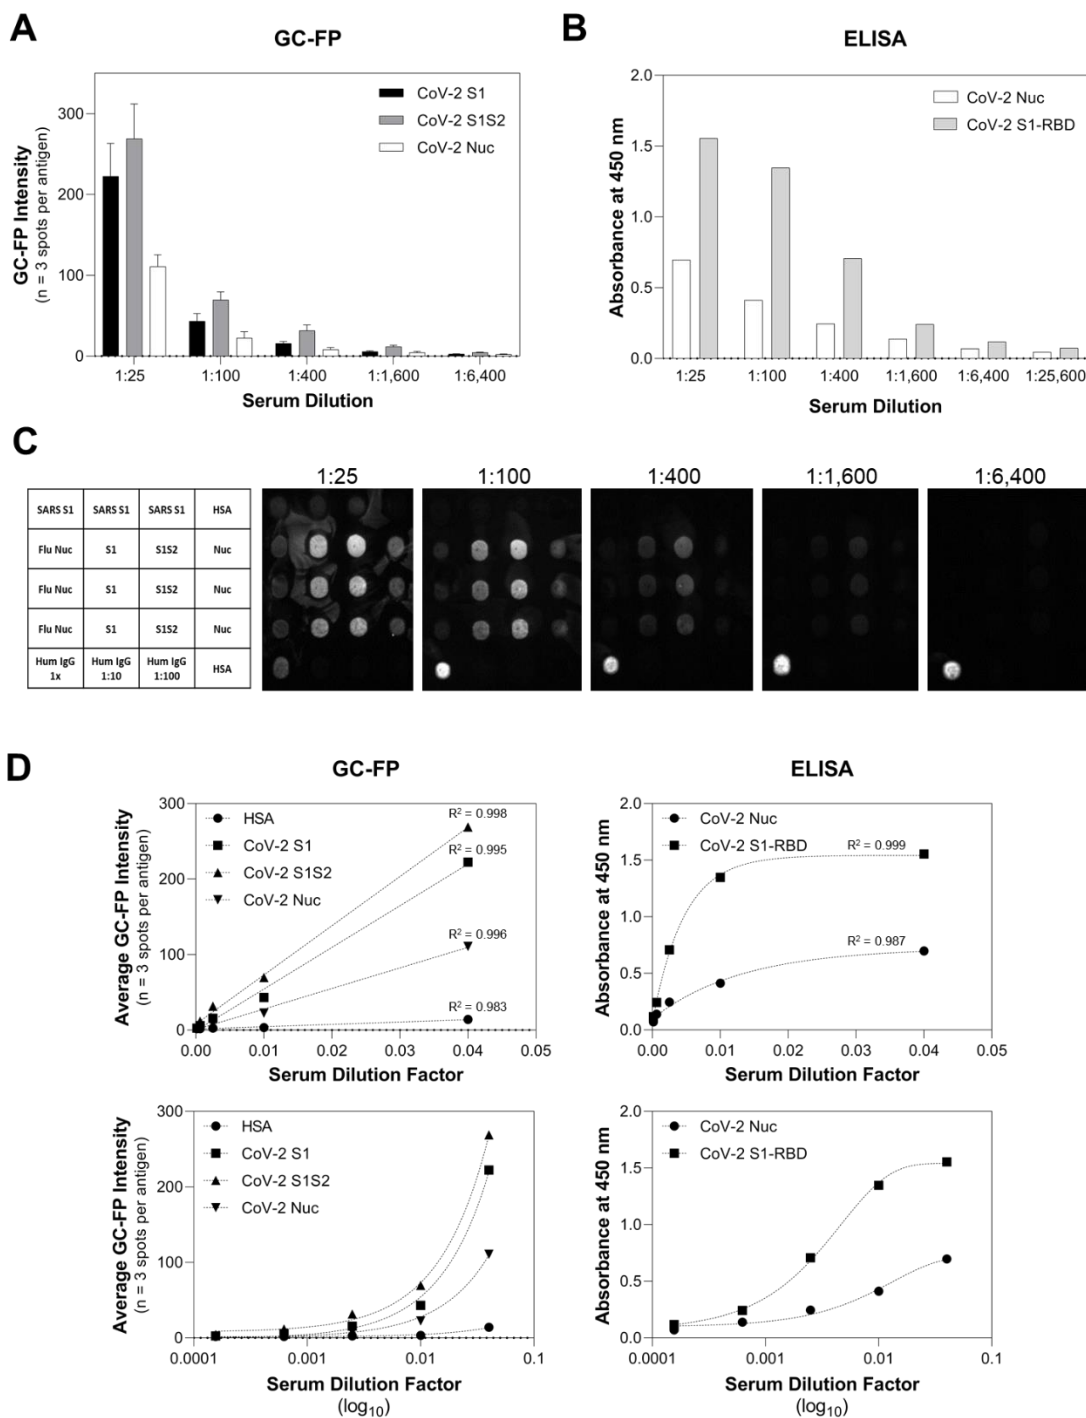 A
GC-FP
GC-FP Intensity
(n = 3 spots per antigen)
300
200
100
0
CoV-2 S1
CoV-2 S1S2
CoV-2 Nuc
1:25
1:100
1:400
1:1,600
1:6,400
Serum Dilution
B
ELISA
Absorbance at 450 nm
2.0
1.5
1.0
0.5
0.0
CoV-2 Nuc
CoV-2 S1-RBD
1:25
1:100
1:400
1:1,600
1:6,400
1:25,600
Serum Dilution
C
SARS S1 SARS S1 SARS S1 HSA
Flu Nuc S1 S1S2 Nuc
Flu Nuc S1 S1S2 Nuc
Flu Nuc S1 S1S2 Nuc
Hum IgG 1x Hum IgG 1:10 Hum IgG 1:100 HSA
1:25
1:100
1:400
1:1,600
1:6,400
D
GC-FP
Average GC-FP Intensity
(n = 3 spots per antigen)
300
200
100
0
HSA
CoV-2 S1
CoV-2 S1S2
CoV-2 Nuc
R² = 0.998
R² = 0.995
R² = 0.996
R² = 0.983
0.00 0.01 0.02 0.03 0.04 0.05
Serum Dilution Factor
ELISA
Absorbance at 450 nm
2.0
1.5
1.0
0.5
0.0
CoV-2 Nuc
CoV-2 S1-RBD
R² = 0.999
R² = 0.987
0.00 0.01 0.02 0.03 0.04 0.05
Serum Dilution Factor
Average GC-FP Intensity
(n = 3 spots per antigen)
300
200
100
0
HSA
CoV-2 S1
CoV-2 S1S2
CoV-2 Nuc
0.0001 0.001 0.01 0.1
Serum Dilution Factor
(log₁₀)
Absorbance at 450 nm
2.0
1.5
1.0
0.5
0.0
CoV-2 Nuc
CoV-2 S1-RBD
0.0001 0.001 0.01 0.1
Serum Dilution Factor
(log₁₀)